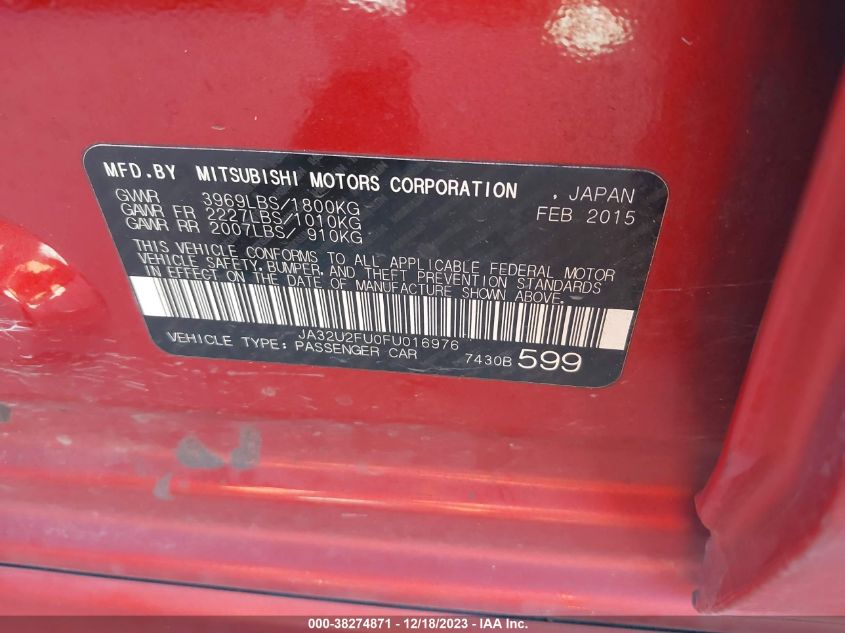 MFD.BY MITSUBISHI MOTORS CORPORATION , JAPAN
GVWR 3969LBS/1800KG FEB 2015
GAWR FR 2227LBS/1010KG
GAWR RR 2007LBS/ 910KG
THIS VEHICLE CONFORMS TO ALL APPLICABLE FEDERAL MOTOR
VEHICLE SAFETY, BUMPER, AND THEFT PREVENTION STANDARDS
IN EFFECT ON THE DATE OF MANUFACTURE SHOWN ABOVE.
JA32U2FU0FU016976
VEHICLE TYPE: PASSENGER CAR 7430B 599
000-38274871 - 12/18/2023 - IAA Inc.